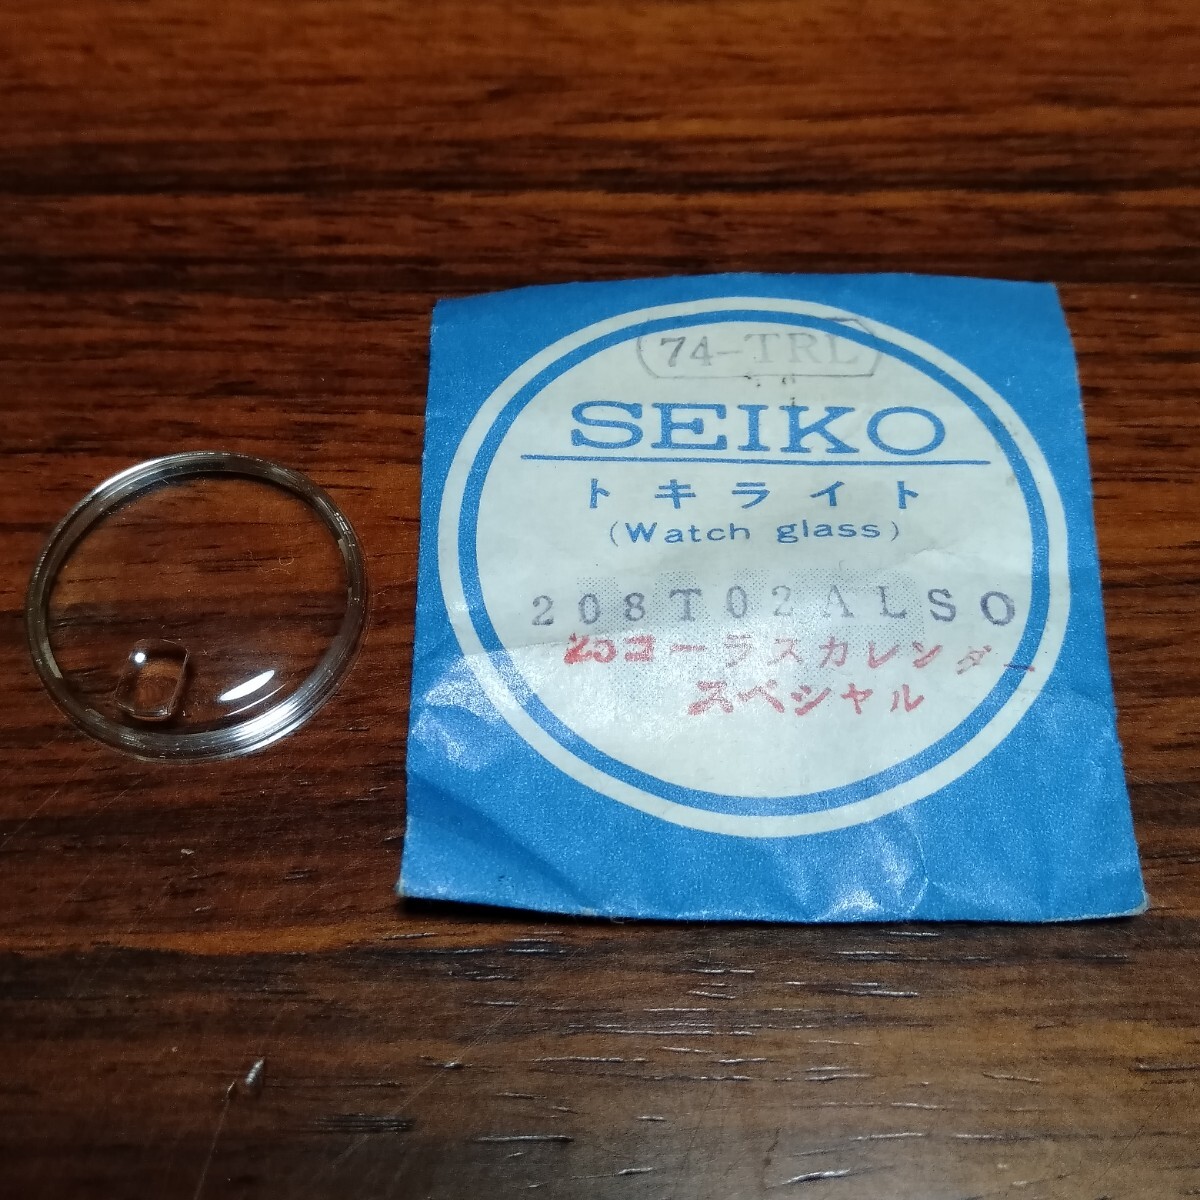 74-TRL
SEIKO
トキライト
(Watch glass)
208T02ALSO
25コーラスカレンダー
スペシャル